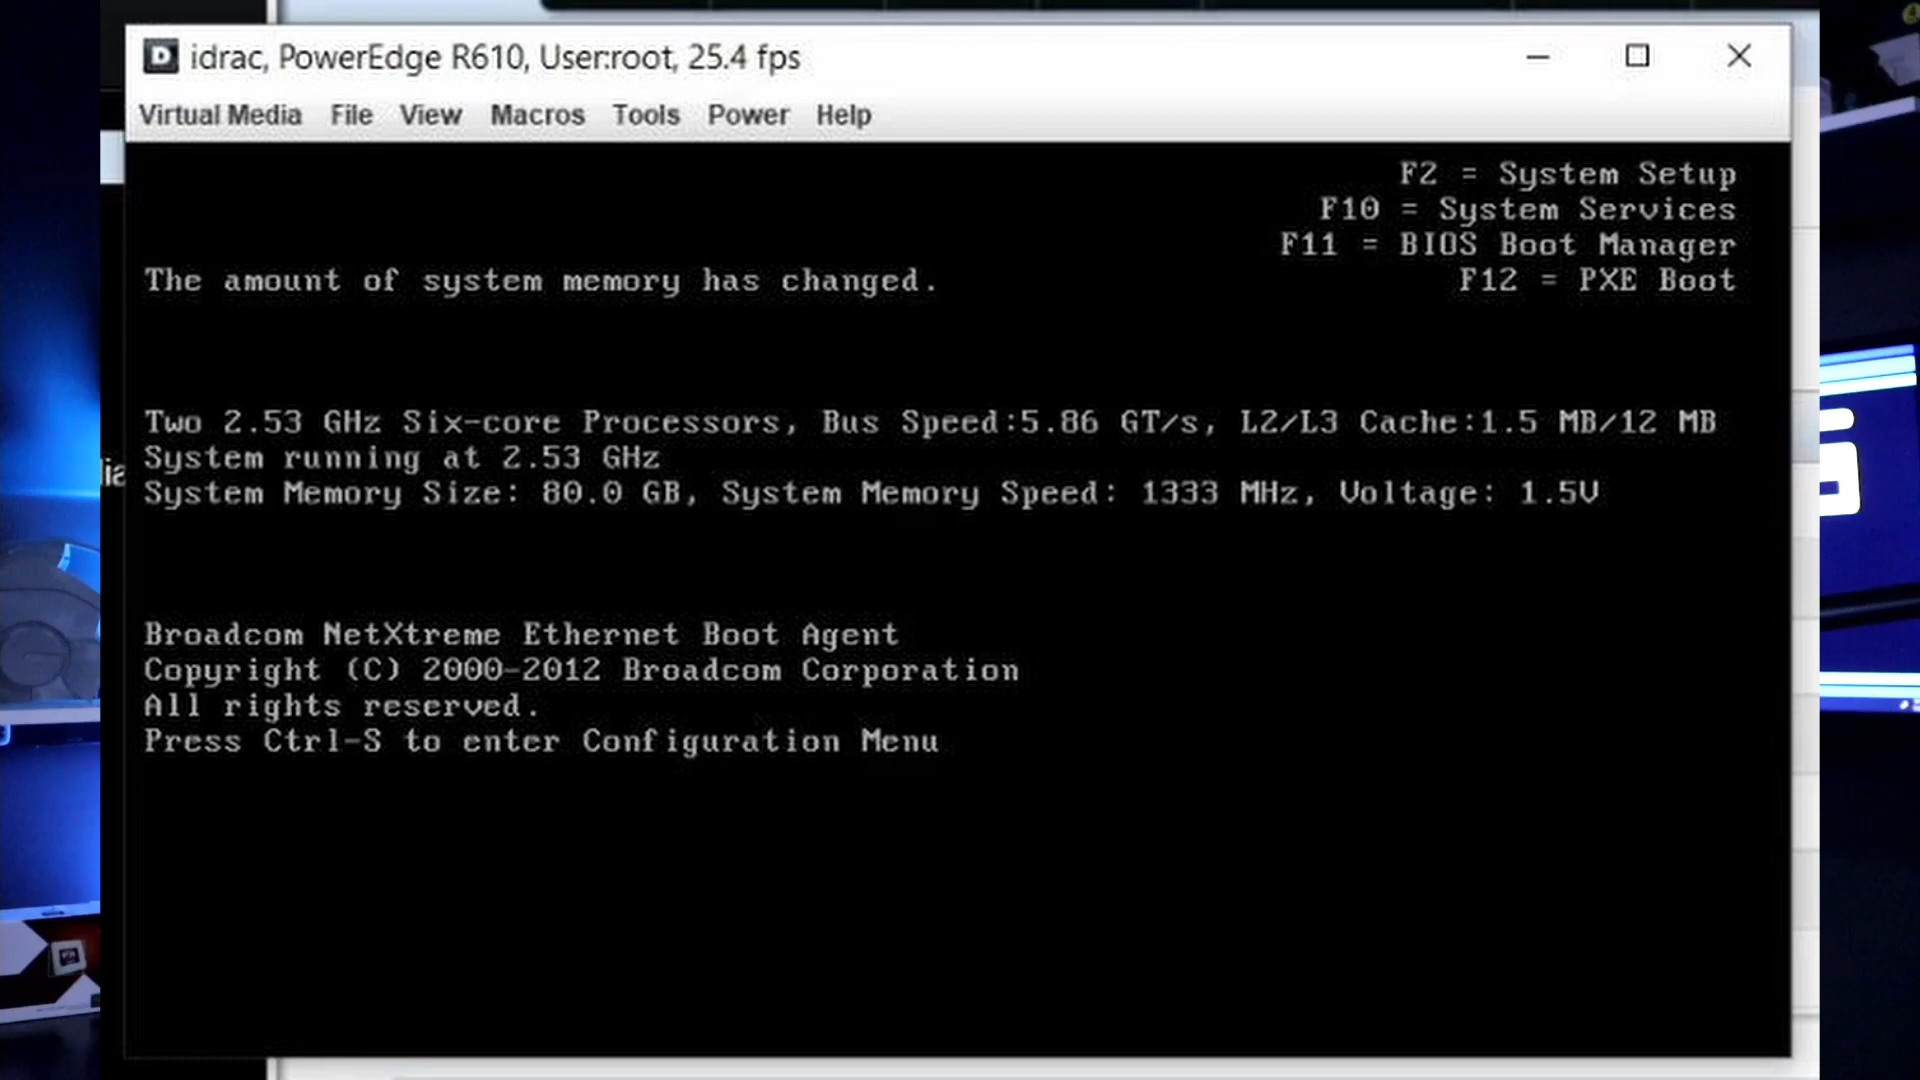 idrac, PowerEdge R610, User:root, 25.4 fps
Virtual Media File View Macros Tools Power Help
F2 = System Setup
F10 = System Services
F11 = BIOS Boot Manager
The amount of system memory has changed.
F12 = PXE Boot
Two 2.53 GHz Six-core Processors, Bus Speed:5.86 GT/s, L2/L3 Cache:1.5 MB/12 MB
System running at 2.53 GHz
System Memory Size: 80.0 GB, System Memory Speed: 1333 MHz, Voltage: 1.5V
Broadcom NetXtreme Ethernet Boot Agent
Copyright (C) 2000-2012 Broadcom Corporation
All rights reserved.
Press Ctrl-S to enter Configuration Menu